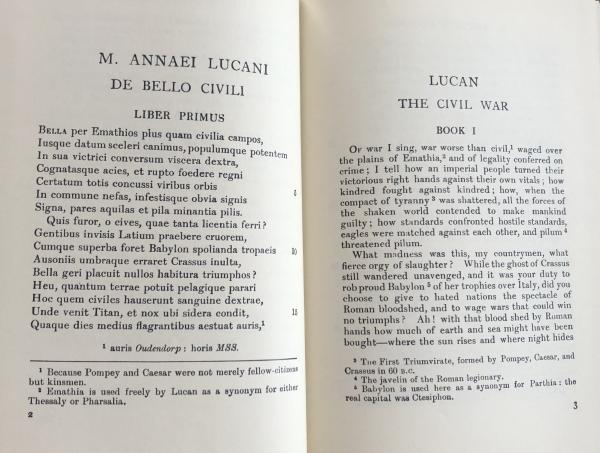 M. ANNAEI LUCANI
DE BELLO CIVILI
LIBER PRIMUS
BELLA per Emathios plus quam civilia campos,
Iusque datum sceleri canimus, populumque potentem
In sua victrici conversum viscera dextra,
Cognatasque acies, et rupto foedere regni
Certatum totis concussi viribus orbis 5
In commune nefas, infestisque obvia signis
Signa, pares aquilas et pila minantia pilis.
Quis furor, o cives, quae tanta licentia ferri?
Gentibus invisis Latium praebere cruorem,
Cumque superba foret Babylon spolianda tropaeis 10
Ausoniis umbraque erraret Crassus inulta,
Bella geri placuit nullos habitura triumphos?
Heu, quantum terrae potuit pelagique parari
Hoc quem civiles hauserunt sanguine dextrae,
Unde venit Titan, et nox ubi sidera condit, 15
Quaque dies medius flagrantibus aestuat auris,¹
¹ auris Oudendorp : horis MSS.
¹ Because Pompey and Caesar were not merely fellow-citizens
but kinsmen.
² Emathia is used freely by Lucan as a synonym for either
Thessaly or Pharsalia.
2
LUCAN
THE CIVIL WAR
BOOK I
OF war I sing, war worse than civil,¹ waged over
the plains of Emathia,² and of legality conferred on
crime; I tell how an imperial people turned their
victorious right hands against their own vitals; how
kindred fought against kindred; how, when the
compact of tyranny³ was shattered, all the forces of
the shaken world contended to make mankind
guilty; how standards confronted hostile standards,
eagles were matched against each other, and pilum⁴
threatened pilum.
What madness was this, my countrymen, what
fierce orgy of slaughter? While the ghost of Crassus
still wandered unavenged, and it was your duty to
rob proud Babylon⁵ of her trophies over Italy, did you
choose to give to hated nations the spectacle of
Roman bloodshed, and to wage wars that could win
no triumphs? Ah! with that blood shed by Roman
hands how much of earth and sea might have been
bought—where the sun rises and where night hides
³ The First Triumvirate, formed by Pompey, Caesar, and
Crassus in 60 B.C.
⁴ The javelin of the Roman legionary.
⁵ Babylon is used here as a synonym for Parthia: the
real capital was Ctesiphon.
3